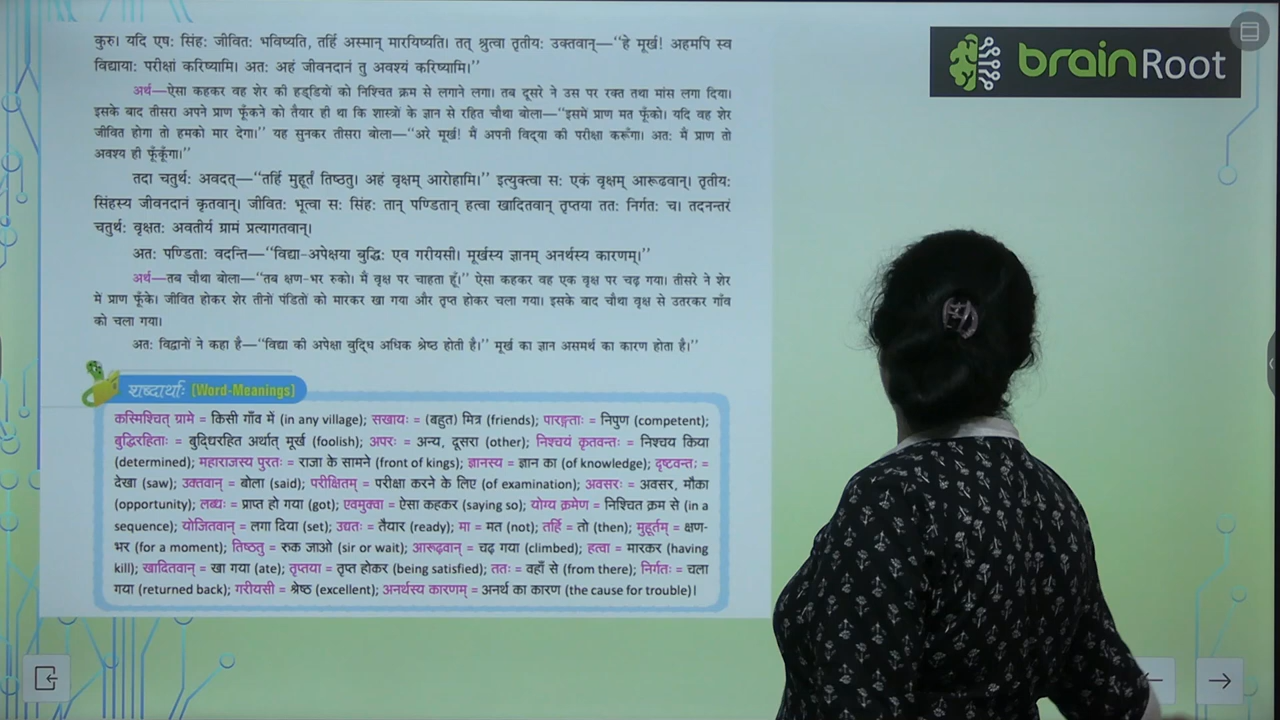 कुरु। यदि एषः सिंहः जीवितः भविष्यति, तर्हि अस्मान् मारयिष्यति। तत् श्रुत्वा तृतीयः उक्तवान्—“हे मूर्ख! अहमपि स्व
विद्यायाः परीक्षां करिष्यामि। अतः अहं जीवनदानं तु अवश्यं करिष्यामि।”
अर्थ—ऐसा कहकर वह शेर की हड्डियों को निश्चित क्रम से लगाने लगा। तब दूसरे ने उस पर रक्त तथा मांस लगा दिया।
इसके बाद तीसरा अपने प्राण फूँकने को तैयार ही था कि शास्त्रों के ज्ञान से रहित चौथा बोला—“इसमें प्राण मत फूँको। यदि वह शेर
जीवित होगा तो हमको मार देगा।” यह सुनकर तीसरा बोला—“अरे मूर्ख! मैं अपनी विद्या की परीक्षा करूँगा। अतः मैं प्राण तो
अवश्य ही फूँकूँगा।”
तदा चतुर्थः अवदत्—“तर्हि मुहूर्तं तिष्ठतु। अहं वृक्षम् आरोहामि।” इत्युक्त्वा सः एकं वृक्षम् आरूढवान्। तृतीयः
सिंहस्य जीवनदानं कृतवान्। जीवितः भूत्वा सः सिंहः तान् पण्डितान् हत्वा खादितवान् तृप्तया ततः निर्गतः च। तदनन्तरं
चतुर्थः वृक्षतः अवतीर्य ग्रामं प्रत्यागतवान्।
अतः पण्डिताः वदन्ति—“विद्या-अपेक्षया बुद्धिः एव गरीयसी। मूर्खस्य ज्ञानम् अनर्थस्य कारणम्।”
अर्थ—तब चौथा बोला—“तब क्षण-भर रुको। मैं वृक्ष पर चाहता हूँ।” ऐसा कहकर वह एक वृक्ष पर चढ़ गया। तीसरे ने शेर
में प्राण फूँके। जीवित होकर शेर तीनों पंडितों को मारकर खा गया और तृप्त होकर चला गया। इसके बाद चौथा वृक्ष से उतरकर गाँव
को चला गया।
अतः विद्वानों ने कहा है—“विद्या की अपेक्षा बुद्धि अधिक श्रेष्ठ होती है।” मूर्ख का ज्ञान असमर्थ का कारण होता है।”
शब्दार्थाः (Word-Meanings)
कस्मिंश्चित् ग्रामे = किसी गाँव में (in any village); सखायः = (बहुत) मित्र (friends); पारङ्गताः = निपुण (competent);
बुद्धिरहिताः = बुद्धिरहित अर्थात् मूर्ख (foolish); अपरः = अन्य, दूसरा (other); निश्चयं कृतवन्तः = निश्चय किया
(determined); महाराजस्य पुरतः = राजा के सामने (front of kings); ज्ञानस्य = ज्ञान का (of knowledge); दृष्टवन्तः =
देखा (saw); उक्तवान् = बोला (said); परीक्षितम् = परीक्षा करने के लिए (of examination); अवसरः = अवसर, मौका
(opportunity); लब्धः = प्राप्त हो गया (got); एवमुक्वा = ऐसा कहकर (saying so); योग्य क्रमेण = निश्चित क्रम से (in a
sequence); योजितवान् = लगा दिया (set); उद्यतः = तैयार (ready); मा = मत (not); तर्हि = तो (then); मुहूर्तम् = क्षण-
भर (for a moment); तिष्ठतु = रुक जाओ (sir or wait); आरूढ़वान् = चढ़ गया (climbed); हत्वा = मारकर (having
kill); खादितवान् = खा गया (ate); तृप्तया = तृप्त होकर (being satisfied); ततः = वहाँ से (from there); निर्गतः = चला
गया (returned back); गरीयसी = श्रेष्ठ (excellent); अनर्थस्य कारणम् = अनर्थ का कारण (the cause for trouble)।
brainRoot